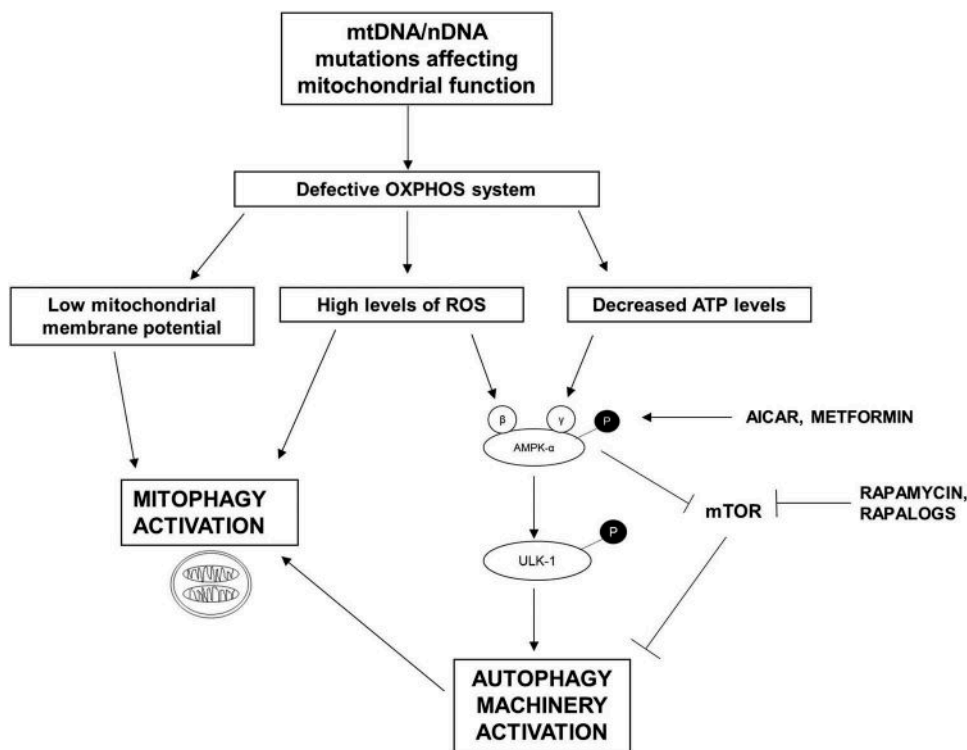 mtDNA/nDNA
mutations affecting
mitochondrial function
Defective OXPHOS system
Low mitochondrial
membrane potential
High levels of ROS
Decreased ATP levels
β
γ
P
AMPK-α
AICAR, METFORMIN
MITOPHAGY
ACTIVATION
mTOR
RAPAMYCIN,
RAPALOGS
P
ULK-1
AUTOPHAGY
MACHINERY
ACTIVATION